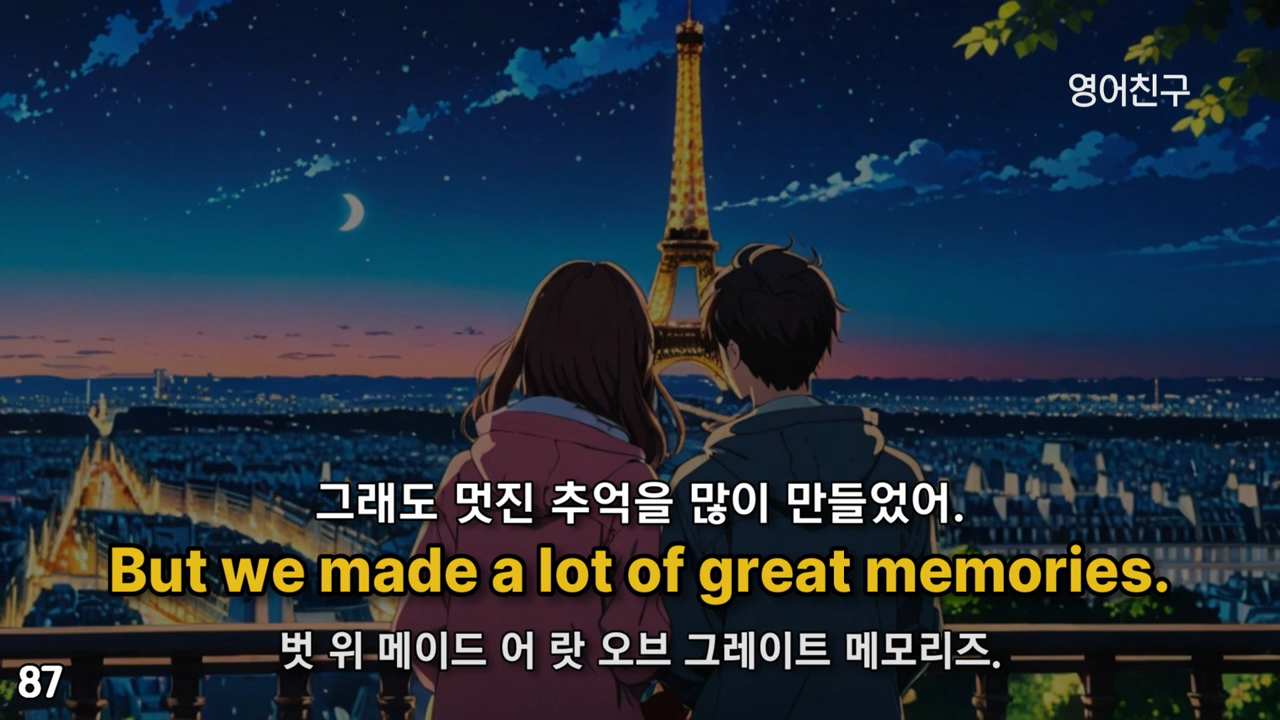 영어친구
그래도 멋진 추억을 많이 만들었어.
But we made a lot of great memories.
벗 위 메이드 어 랏 오브 그레이트 메모리즈.
87